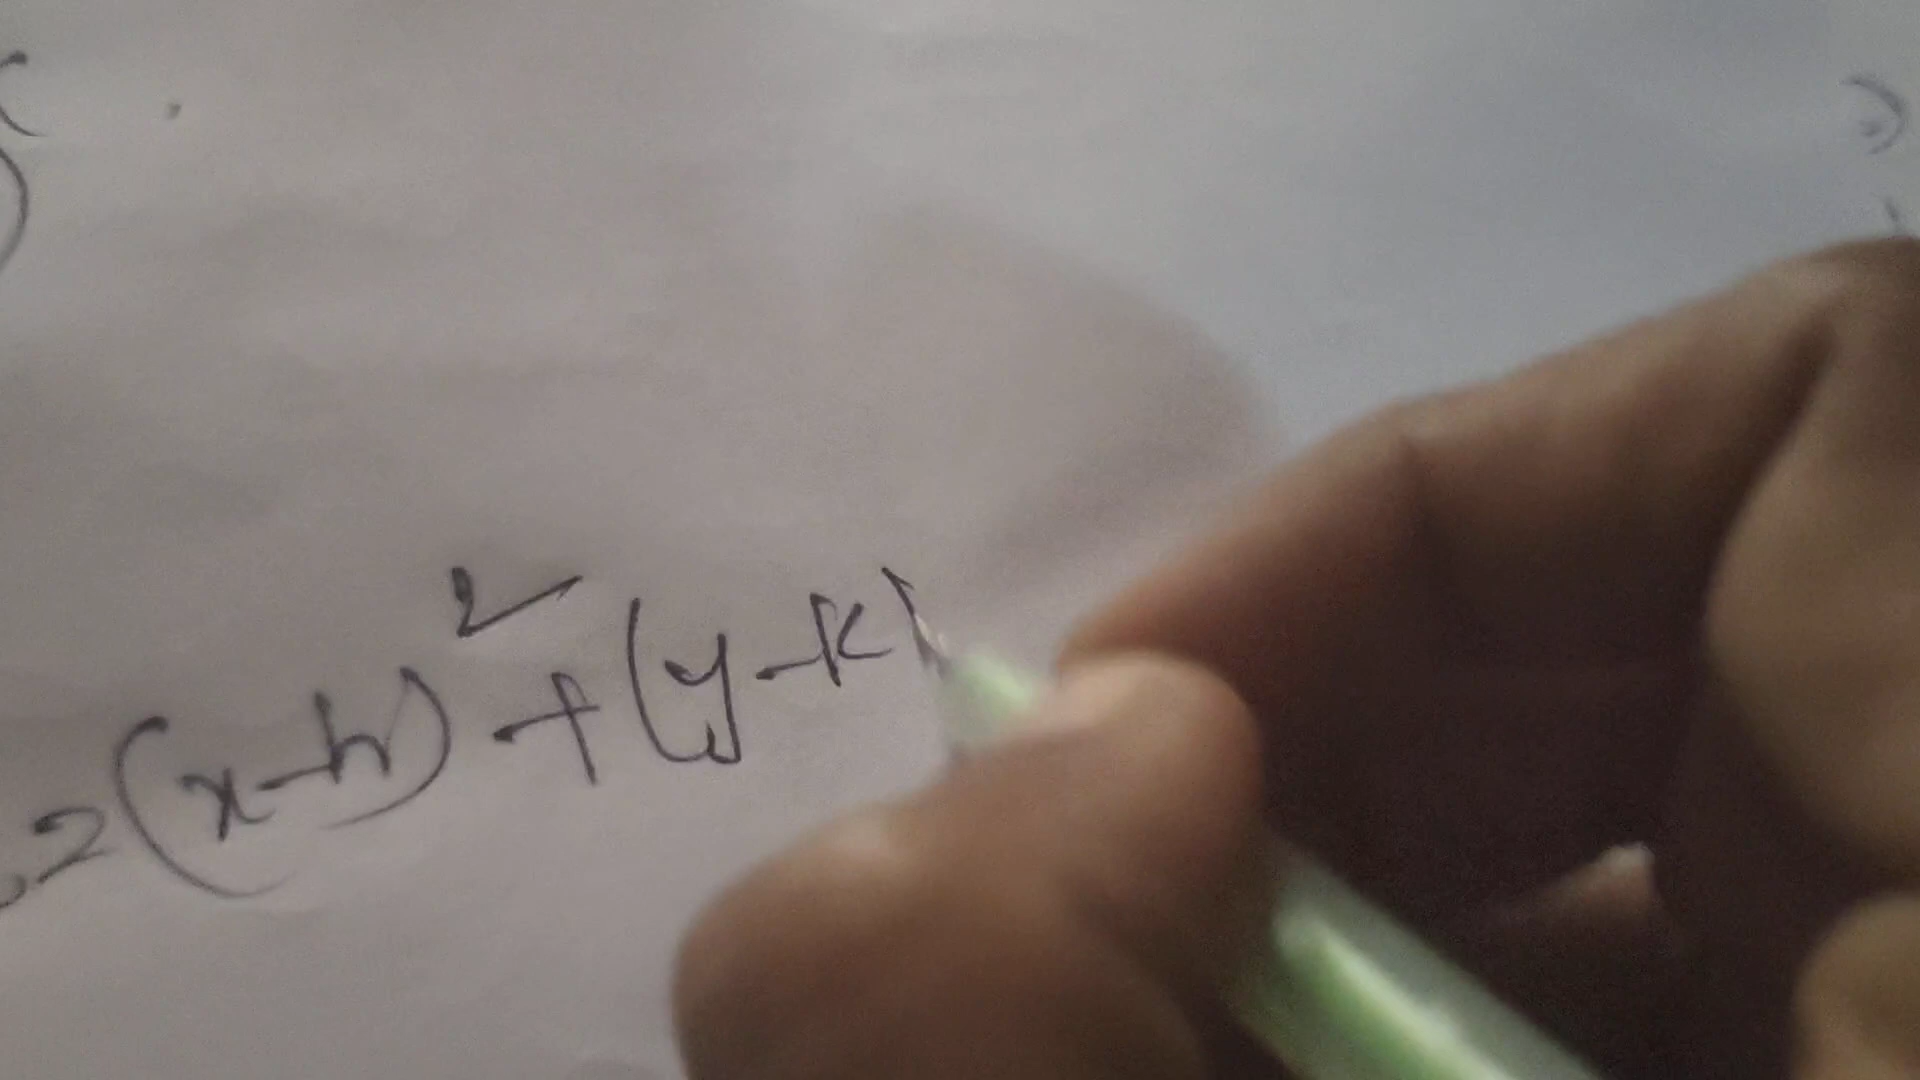 =(x-h)² + (y-k)